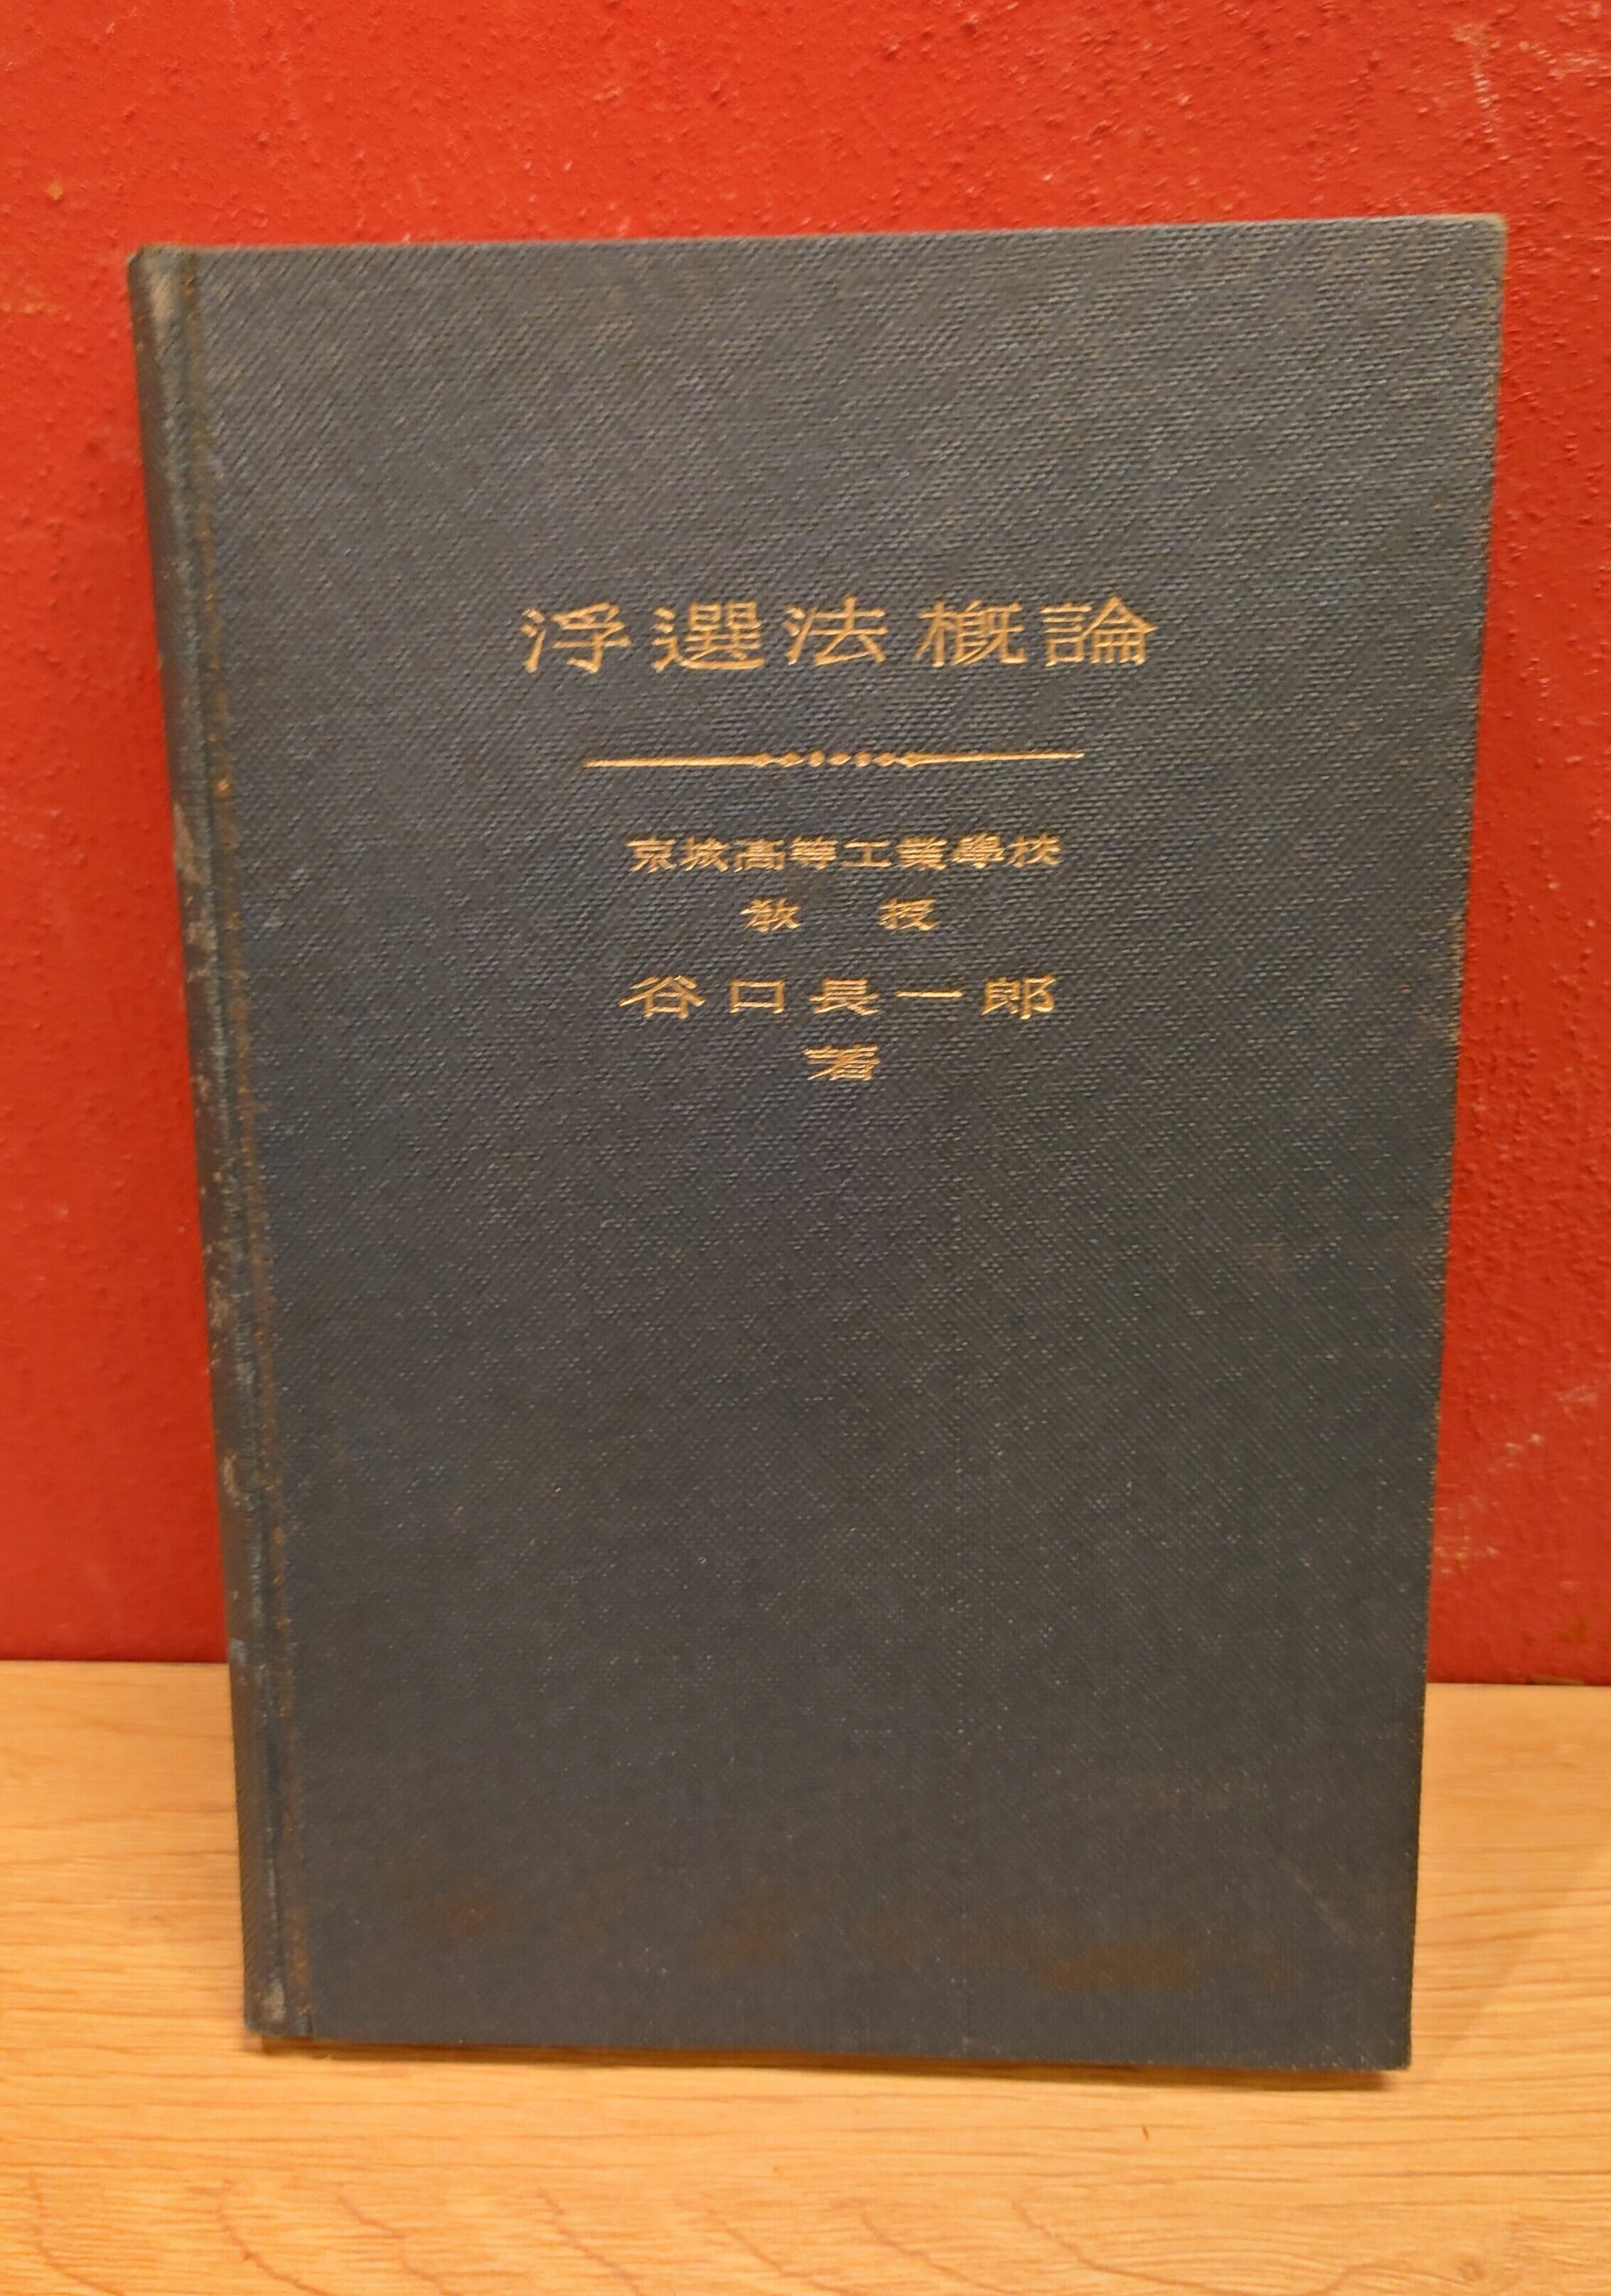 浮選法概論
京城高等工業學校
教授
谷口長一郎
著